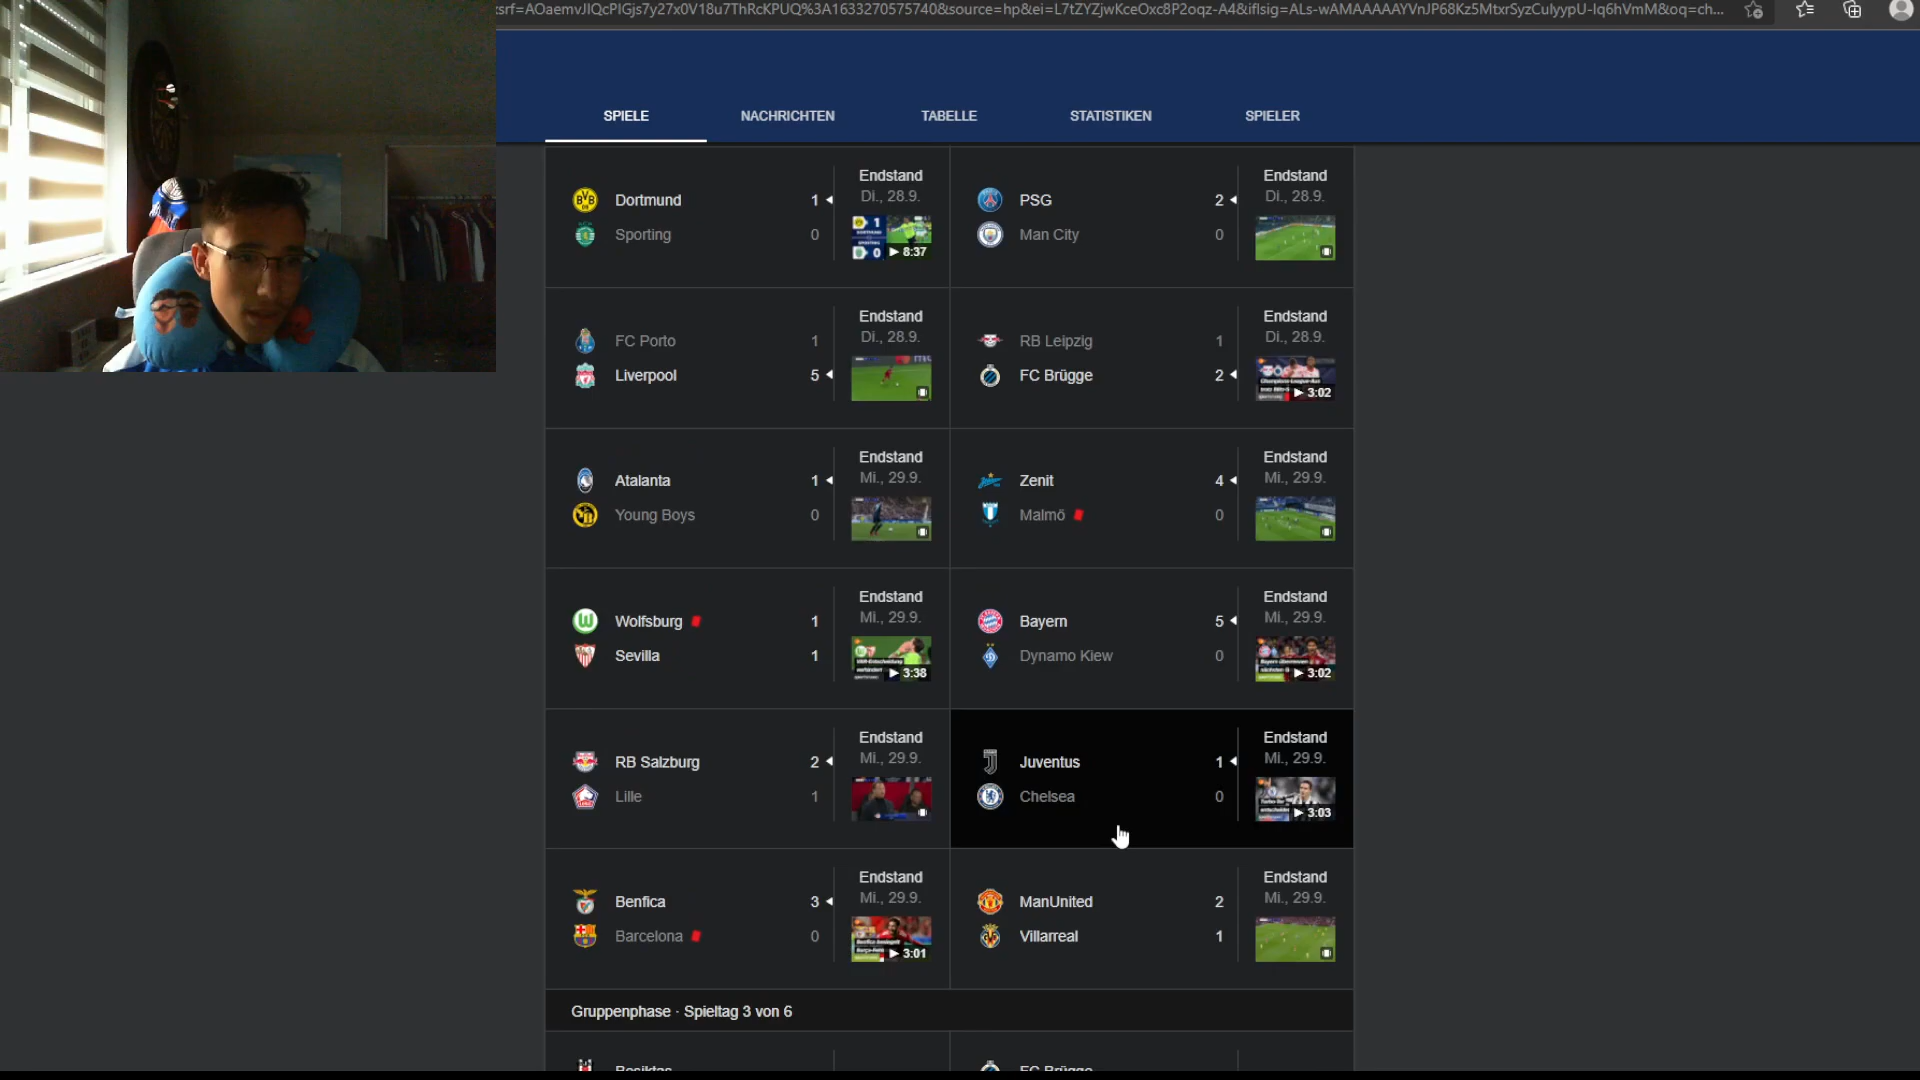 ksrf=AOaemvJIQcPIGjs7y27x0V18u7ThRcKPUQ%3A1633270575740&source=hp&ei=L7tZYZjwKceOxc8P2oqz-A4&iflsig=ALs-wAMAAAAAYVnJP68Kz5MtxrSyzCulyypU-Iq6hVmM&oq=ch...
SPIELE
NACHRICHTEN
TABELLE
STATISTIKEN
SPIELER
Dortmund 1
Sporting 0
Endstand
Di., 28.9.
8:37
PSG 2
Man City 0
Endstand
Di., 28.9.
FC Porto 1
Liverpool 5
Endstand
Di., 28.9.
RB Leipzig 1
FC Brügge 2
Endstand
Di., 28.9.
3:02
Atalanta 1
Young Boys 0
Endstand
Mi., 29.9.
Zenit 4
Malmö 0
Endstand
Mi., 29.9.
Wolfsburg 1
Sevilla 1
Endstand
Mi., 29.9.
3:38
Bayern 5
Dynamo Kiew 0
Endstand
Mi., 29.9.
3:02
RB Salzburg 2
Lille 1
Endstand
Mi., 29.9.
Juventus 1
Chelsea 0
Endstand
Mi., 29.9.
3:03
Benfica 3
Barcelona 0
Endstand
Mi., 29.9.
3:01
ManUnited 2
Villarreal 1
Endstand
Mi., 29.9.
Gruppenphase · Spieltag 3 von 6
Besiktas
FC Brügge